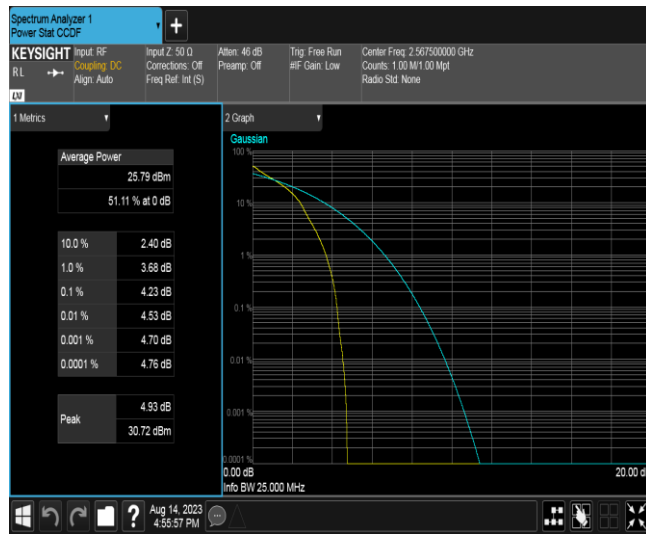 Spectrum Analyzer 1
Power Stat CCDF
+
KEYSIGHT
RL
LXI
Input: RF
Coupling: DC
Align: Auto
Input Z: 50 Ω
Corrections: Off
Freq Ref: Int (S)
Atten: 46 dB
Preamp: Off
Trig: Free Run
#IF Gain: Low
Center Freq: 2.567500000 GHz
Counts: 1.00 M/1.00 Mpt
Radio Std: None
1 Metrics
Average Power
25.79 dBm
51.11 % at 0 dB
10.0 % 2.40 dB
1.0 % 3.68 dB
0.1 % 4.23 dB
0.01 % 4.53 dB
0.001 % 4.70 dB
0.0001 % 4.76 dB
Peak
4.93 dB
30.72 dBm
2 Graph
Gaussian
100 %
10 %
1 %
0.1 %
0.01 %
0.001 %
0.0001 %
0.00 dB
20.00 d
Info BW 25.000 MHz
?
Aug 14, 2023
4:55:57 PM